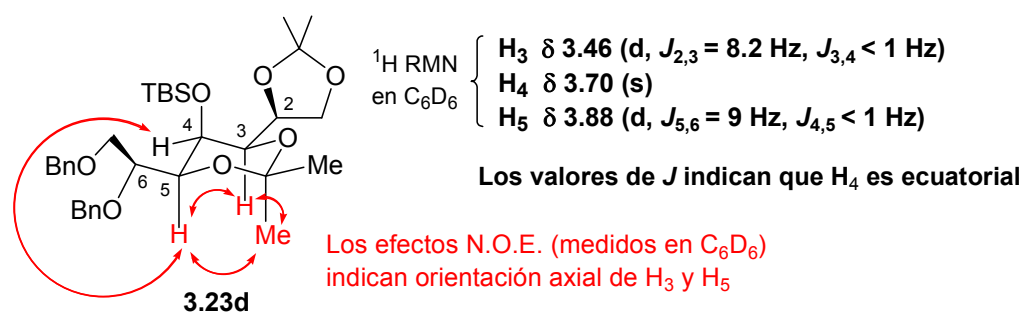 ¹H RMN
en C₆D₆
H₃ δ 3.46 (d, J₂,₃ = 8.2 Hz, J₃,₄ < 1 Hz)
H₄ δ 3.70 (s)
H₅ δ 3.88 (d, J₅,₆ = 9 Hz, J₄,₅ < 1 Hz)
Los valores de J indican que H₄ es ecuatorial
O
O
TBSO
2
4
3
H
O
BnO
6
5
O
Me
BnO
H
H
Me
Los efectos N.O.E. (medidos en C₆D₆)
indican orientación axial de H₃ y H₅
3.23d